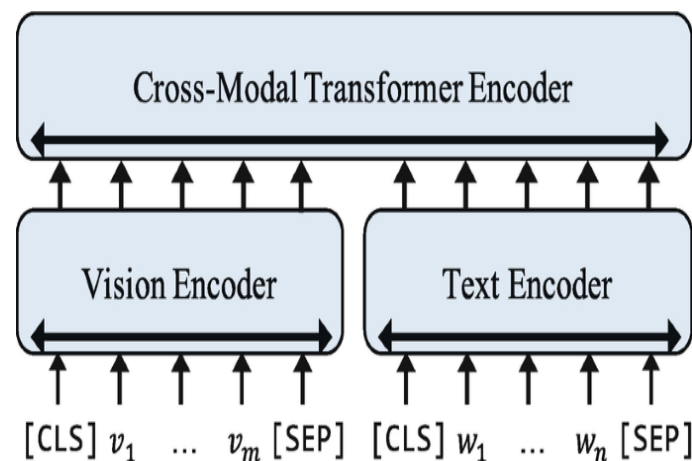 Cross-Modal Transformer Encoder
Vision Encoder Text Encoder
[CLS] v₁ ... vₘ [SEP] [CLS] w₁ ... wₙ [SEP]